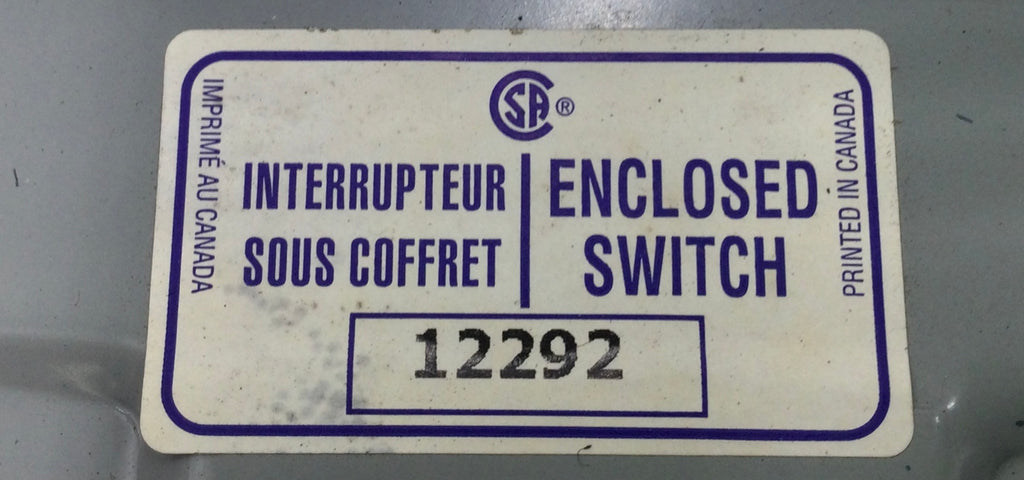 CSA®
IMPRIMÉ AU CANADA
INTERRUPTEUR
SOUS COFFRET
ENCLOSED
SWITCH
PRINTED IN CANADA
12292